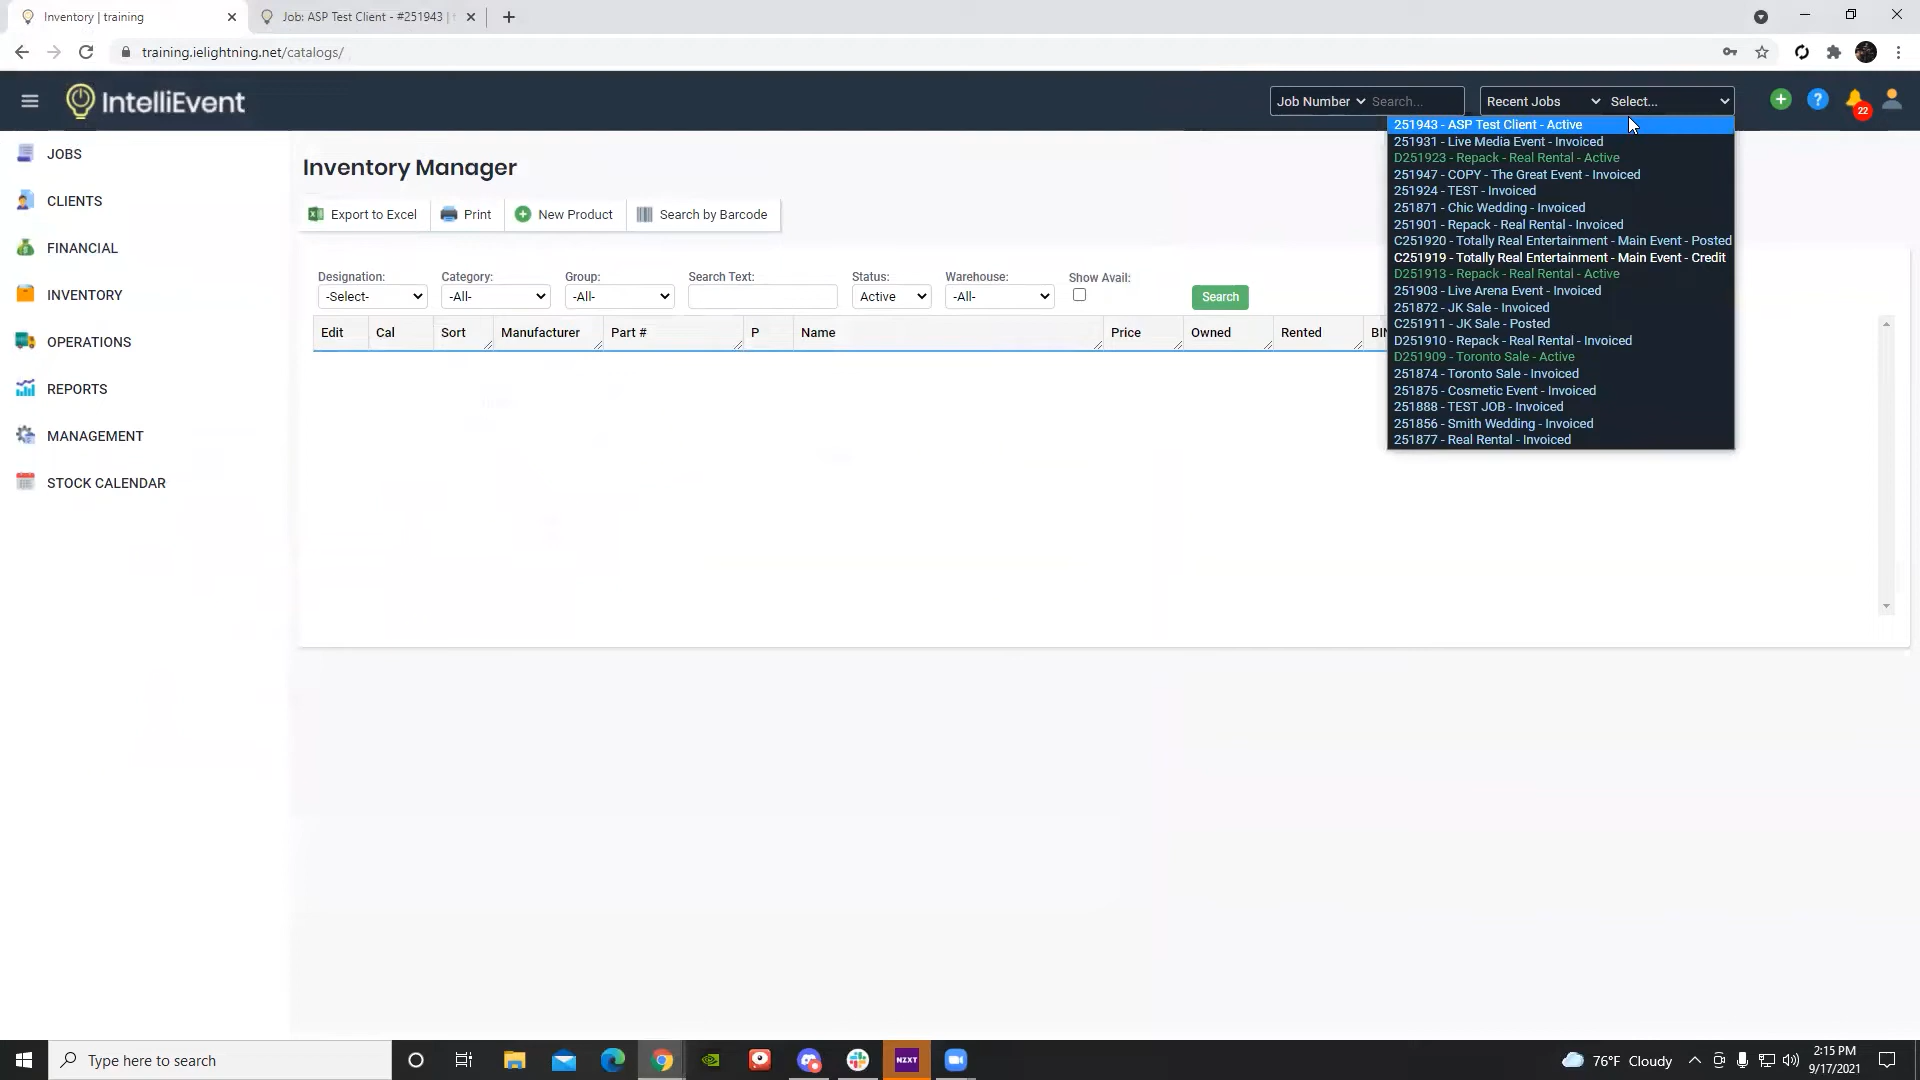 Inventory | training
Job: ASP Test Client - #251943 |
training.ielightning.net/catalogs/
IntelliEvent
Job Number
Search...
Recent Jobs
Select...
22
251943 - ASP Test Client - Active
251931 - Live Media Event - Invoiced
D251923 - Repack - Real Rental - Active
251947 - COPY - The Great Event - Invoiced
251924 - TEST - Invoiced
251871 - Chic Wedding - Invoiced
251901 - Repack - Real Rental - Invoiced
C251920 - Totally Real Entertainment - Main Event - Posted
C251919 - Totally Real Entertainment - Main Event - Credit
D251913 - Repack - Real Rental - Active
251903 - Live Arena Event - Invoiced
251872 - JK Sale - Invoiced
C251911 - JK Sale - Posted
D251910 - Repack - Real Rental - Invoiced
D251909 - Toronto Sale - Active
251874 - Toronto Sale - Invoiced
251875 - Cosmetic Event - Invoiced
251888 - TEST JOB - Invoiced
251856 - Smith Wedding - Invoiced
251877 - Real Rental - Invoiced
JOBS
CLIENTS
FINANCIAL
INVENTORY
OPERATIONS
REPORTS
MANAGEMENT
STOCK CALENDAR
Inventory Manager
Export to Excel
Print
New Product
Search by Barcode
Designation:
Category:
Group:
Search Text:
Status:
Warehouse:
Show Avail:
-Select-
-All-
-All-
Active
-All-
Search
Edit
Cal
Sort
Manufacturer
Part #
P
Name
Price
Owned
Rented
Type here to search
NZXT
76°F Cloudy
2:15 PM
9/17/2021